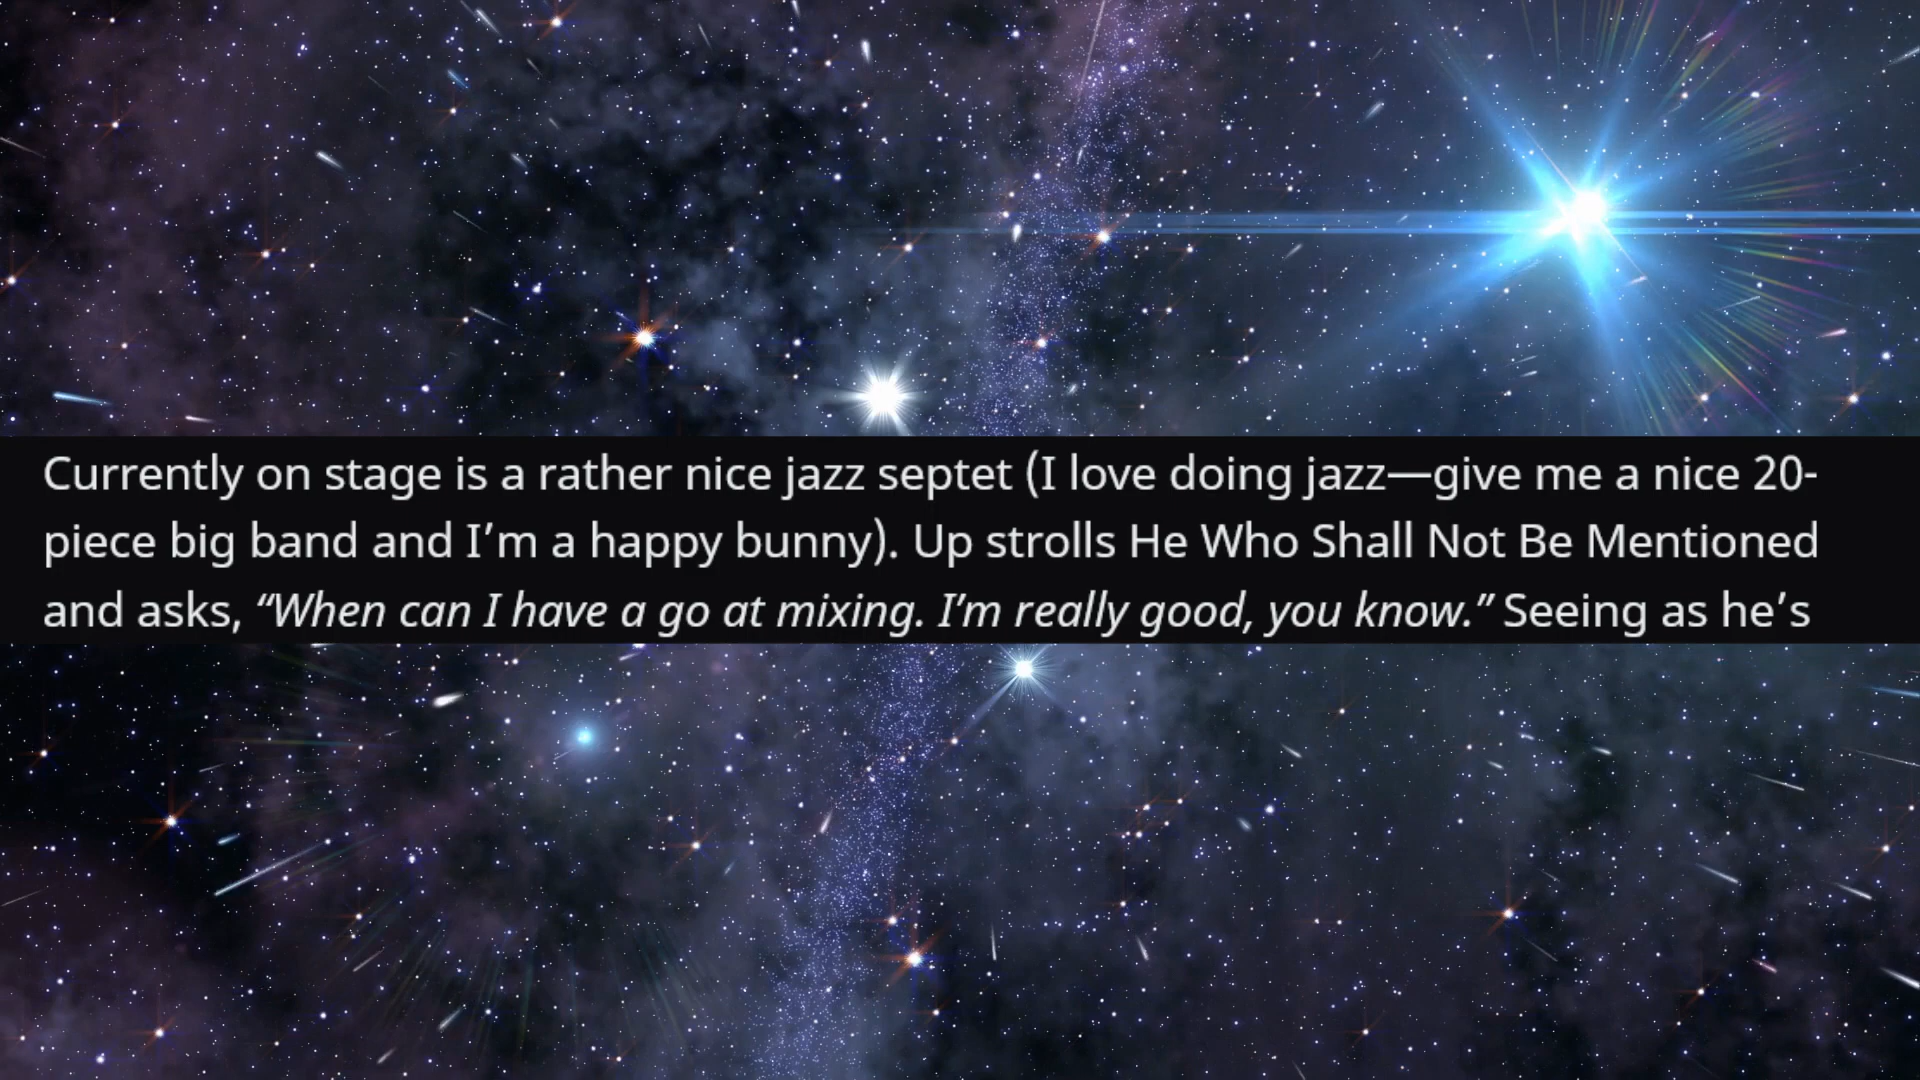 Currently on stage is a rather nice jazz septet (I love doing jazz—give me a nice 20-
piece big band and I’m a happy bunny). Up strolls He Who Shall Not Be Mentioned
and asks, “When can I have a go at mixing. I’m really good, you know.” Seeing as he’s